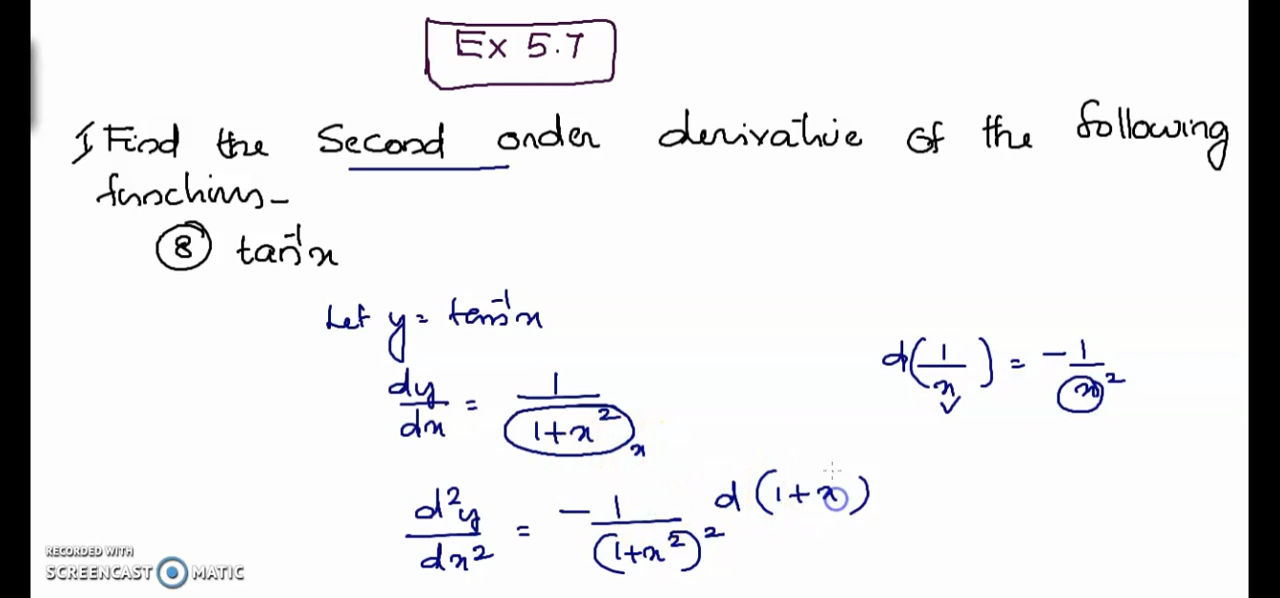 Ex 5.7
1 Find the Second order derivative of the following
functions-
⑧ tan⁻¹x
Let y = tan⁻¹x
d(1/x) = -1/x²
dy/dx = 1/(1+x²) x
d²y/dx² = -1/(1+x²)² d(1+x)
RECORDED WITH
SCREENCAST MATIC